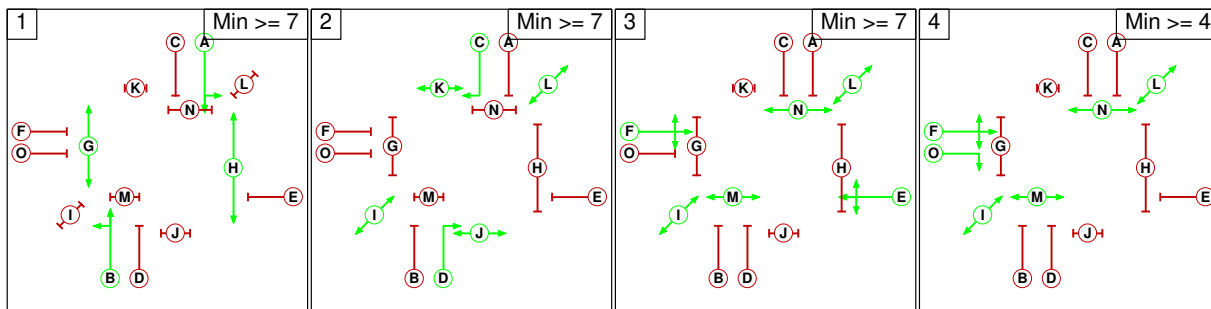 1 Min >= 7
C A
K L
N
F
O G
H
M E
I
J
B D
2 Min >= 7
C A
K L
N
F
O G
H
M E
I
J
B D
3 Min >= 7
C A
K L
N
F
O G
H
M E
I
J
B D
4 Min >= 4
C A
K L
N
F
O G
H
M E
I
J
B D